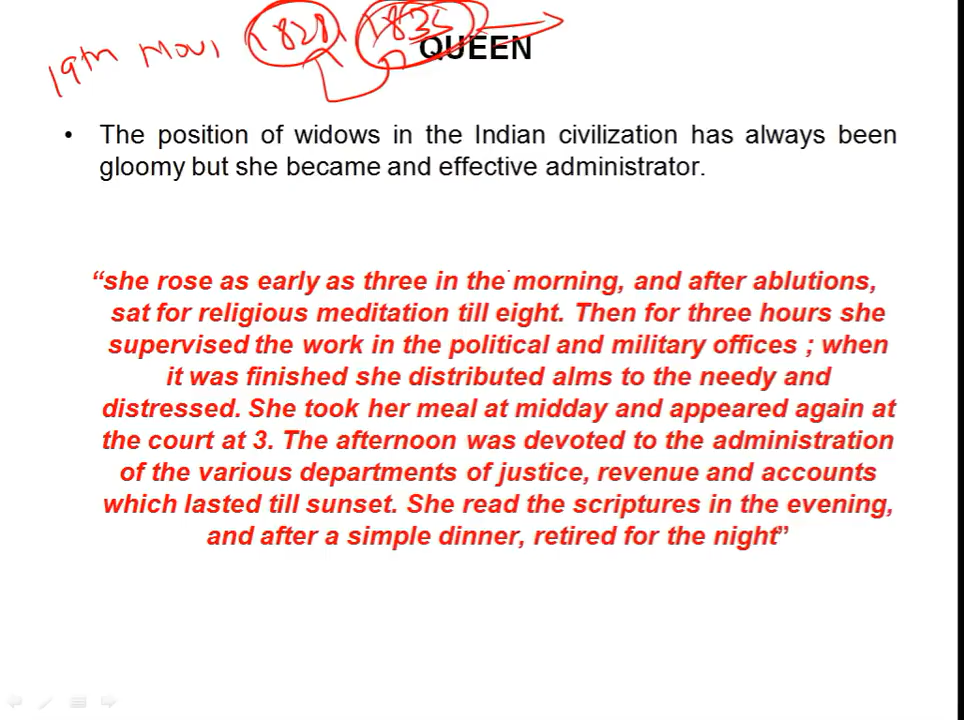 19th Mov, 1828, 1835
QUEEN
• The position of widows in the Indian civilization has always been
gloomy but she became and effective administrator.
“she rose as early as three in the morning, and after ablutions,
sat for religious meditation till eight. Then for three hours she
supervised the work in the political and military offices ; when
it was finished she distributed alms to the needy and
distressed. She took her meal at midday and appeared again at
the court at 3. The afternoon was devoted to the administration
of the various departments of justice, revenue and accounts
which lasted till sunset. She read the scriptures in the evening,
and after a simple dinner, retired for the night”